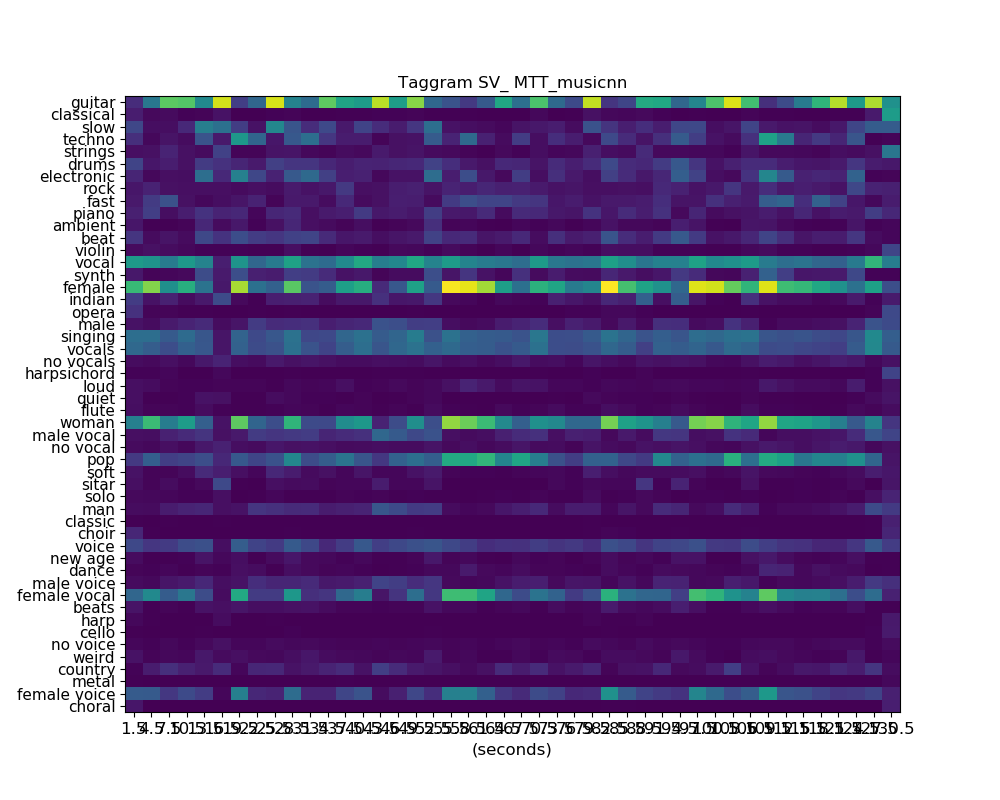 Taggram SV_ MTT_musicnn
guitar
classical
slow
techno
strings
drums
electronic
rock
fast
piano
ambient
beat
violin
vocal
synth
female
indian
opera
male
singing
vocals
no vocals
harpsichord
loud
quiet
flute
woman
male vocal
no vocal
pop
soft
sitar
solo
man
classic
choir
voice
new age
dance
male voice
female vocal
beats
harp
cello
no voice
weird
country
metal
female voice
choral
(seconds)